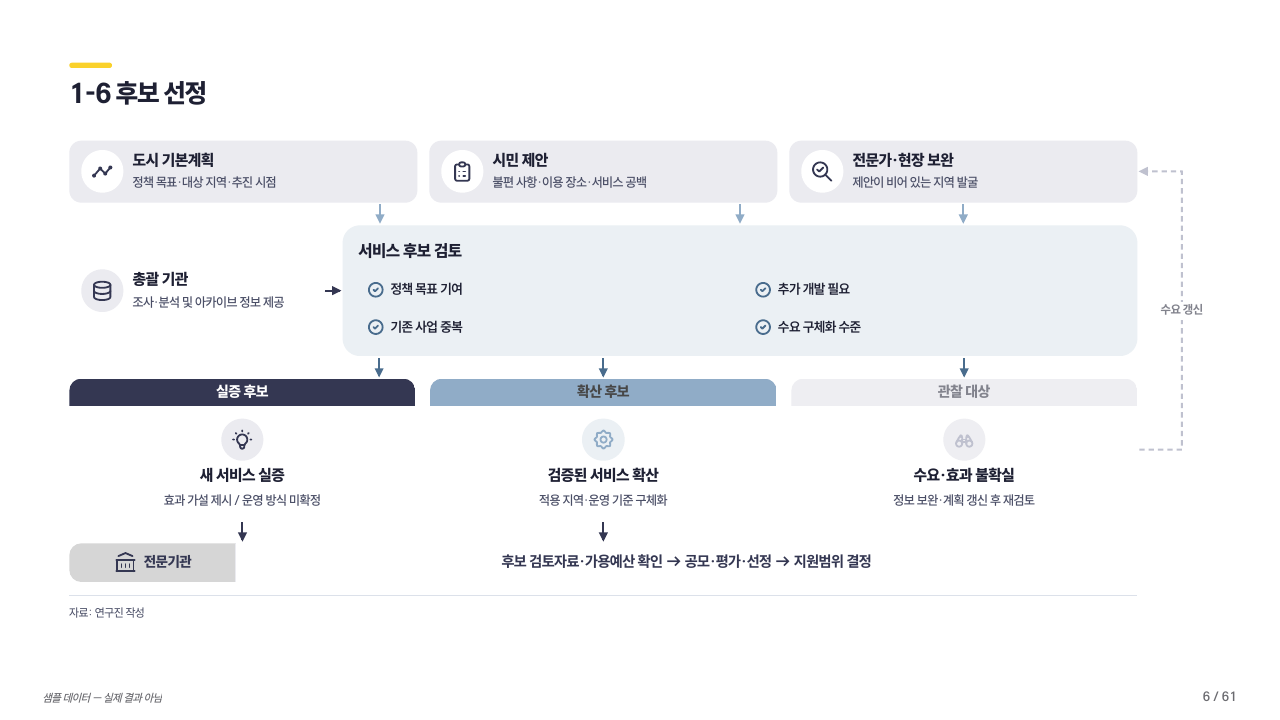 1-6 후보 선정
도시 기본계획
정책 목표·대상 지역·추진 시점
시민 제안
불편 사항·이용 장소·서비스 공백
전문가·현장 보완
제안이 비어 있는 지역 발굴
서비스 후보 검토
총괄 기관
조사·분석 및 아카이브 정보 제공
정책 목표 기여
추가 개발 필요
기존 사업 중복
수요 구체화 수준
수요 갱신
실증 후보
확산 후보
관찰 대상
새 서비스 실증
효과 가설 제시 / 운영 방식 미확정
검증된 서비스 확산
적용 지역·운영 기준 구체화
수요·효과 불확실
정보 보완·계획 갱신 후 재검토
전문기관
후보 검토자료·가용예산 확인 → 공모·평가·선정 → 지원범위 결정
자료: 연구진 작성
샘플 데이터 — 실제 결과 아님
6 / 61